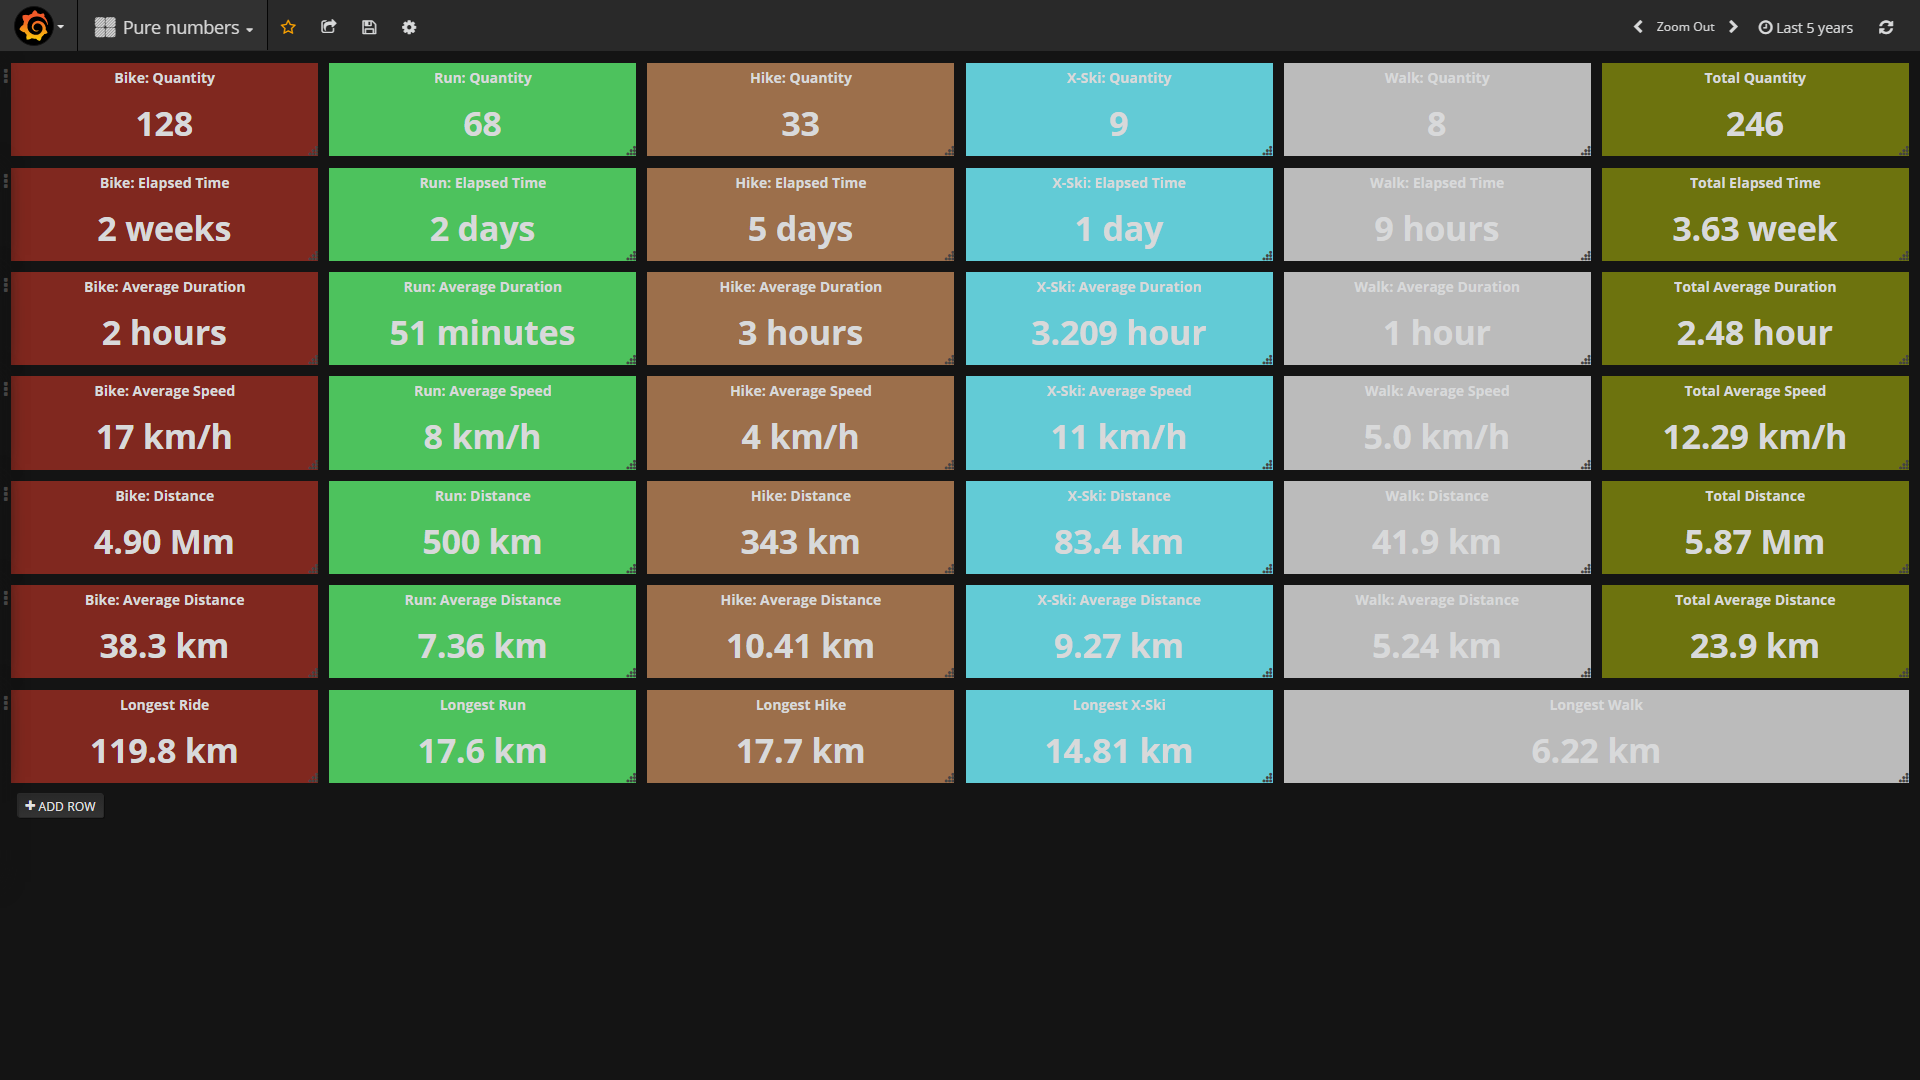 Pure numbers
Zoom Out
Last 5 years
Bike: Quantity
128
Run: Quantity
68
Hike: Quantity
33
X-Ski: Quantity
9
Walk: Quantity
8
Total Quantity
246
Bike: Elapsed Time
2 weeks
Run: Elapsed Time
2 days
Hike: Elapsed Time
5 days
X-Ski: Elapsed Time
1 day
Walk: Elapsed Time
9 hours
Total Elapsed Time
3.63 week
Bike: Average Duration
2 hours
Run: Average Duration
51 minutes
Hike: Average Duration
3 hours
X-Ski: Average Duration
3.209 hour
Walk: Average Duration
1 hour
Total Average Duration
2.48 hour
Bike: Average Speed
17 km/h
Run: Average Speed
8 km/h
Hike: Average Speed
4 km/h
X-Ski: Average Speed
11 km/h
Walk: Average Speed
5.0 km/h
Total Average Speed
12.29 km/h
Bike: Distance
4.90 Mm
Run: Distance
500 km
Hike: Distance
343 km
X-Ski: Distance
83.4 km
Walk: Distance
41.9 km
Total Distance
5.87 Mm
Bike: Average Distance
38.3 km
Run: Average Distance
7.36 km
Hike: Average Distance
10.41 km
X-Ski: Average Distance
9.27 km
Walk: Average Distance
5.24 km
Total Average Distance
23.9 km
Longest Ride
119.8 km
Longest Run
17.6 km
Longest Hike
17.7 km
Longest X-Ski
14.81 km
Longest Walk
6.22 km
+ ADD ROW